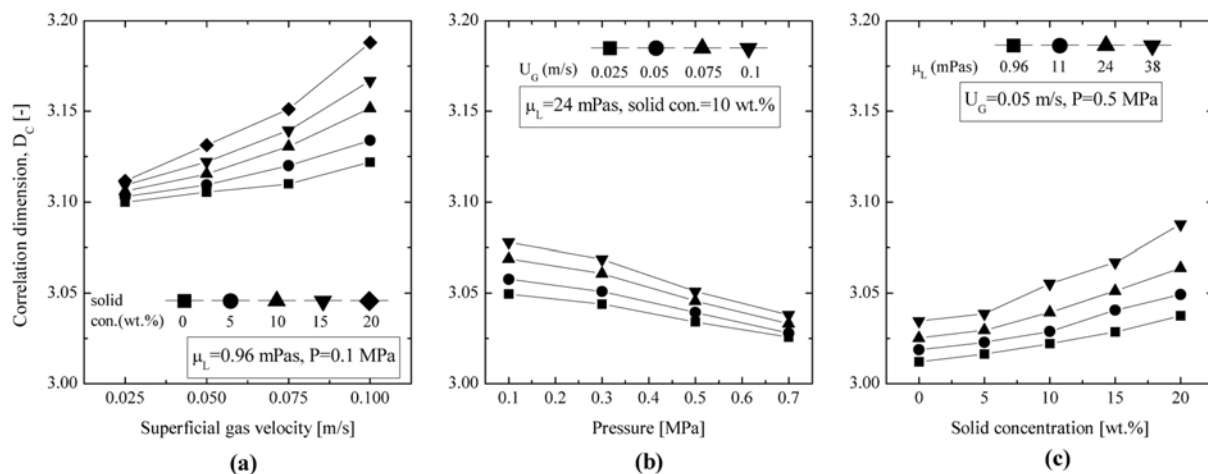 Correlation dimension, D_C [-]
3.20
3.15
3.10
3.05
3.00
solid
con.(wt.%)
0 5 10 15 20
μ_L=0.96 mPas, P=0.1 MPa
0.025 0.050 0.075 0.100
Superficial gas velocity [m/s]
(a)
3.20
3.15
3.10
3.05
3.00
U_G (m/s) 0.025 0.05 0.075 0.1
μ_L=24 mPas, solid con.=10 wt.%
0.1 0.2 0.3 0.4 0.5 0.6 0.7
Pressure [MPa]
(b)
3.20
3.15
3.10
3.05
3.00
μ_L (mPas) 0.96 11 24 38
U_G=0.05 m/s, P=0.5 MPa
0 5 10 15 20
Solid concentration [wt.%]
(c)